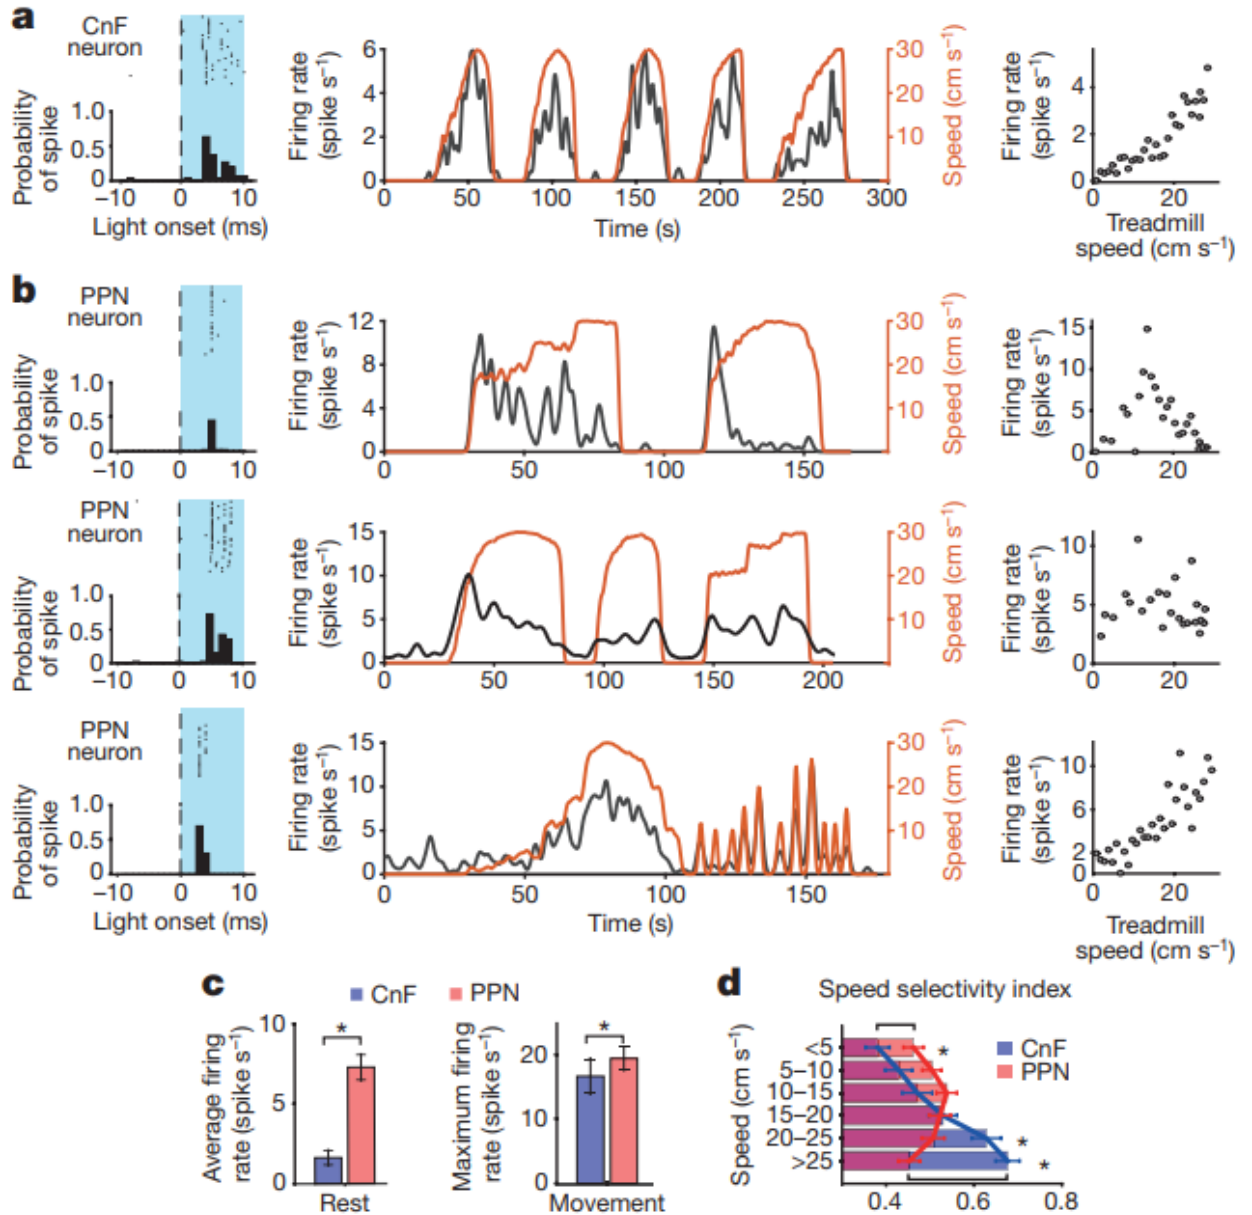 a
CnF
neuron
Probability
of spike
1.0
0.5
0
−10 0 10
Light onset (ms)
Firing rate
(spike s⁻¹)
6
4
2
0
0 50 100 150 200 250 300
Time (s)
30
20
10
Speed (cm s⁻¹)
Firing rate
(spike s⁻¹)
4
2
0
0 20
Treadmill
speed (cm s⁻¹)
b
PPN
neuron
Probability
of spike
1.0
0.5
0
−10 0 10
Firing rate
(spike s⁻¹)
12
8
4
0
0 50 100 150
30
20
10
Speed (cm s⁻¹)
Firing rate
(spike s⁻¹)
15
10
5
0
0 20
PPN
neuron
Probability
of spike
1.0
0.5
0
−10 0 10
Firing rate
(spike s⁻¹)
15
10
5
0
0 50 100 150 200
30
20
10
0
Speed (cm s⁻¹)
Firing rate
(spike s⁻¹)
10
5
0
0 20
PPN
neuron
Probability
of spike
1.0
0.5
0
−10 0 10
Light onset (ms)
Firing rate
(spike s⁻¹)
15
10
5
0
0 50 100 150
Time (s)
30
20
10
0
Speed (cm s⁻¹)
Firing rate
(spike s⁻¹)
10
6
2
0
0 20
Treadmill
speed (cm s⁻¹)
c
CnF PPN
Average firing
rate (spike s⁻¹)
10
5
0
*
Rest
Maximum firing
rate (spike s⁻¹)
20
10
0
*
Movement
d
Speed selectivity index
Speed (cm s⁻¹)
<5
5–10
10–15
15–20
20–25
>25
*
*
*
CnF
PPN
0.4 0.6 0.8